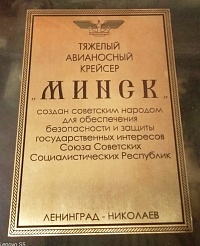 ТЯЖЕЛЫЙ
АВИАНОСНЫЙ
КРЕЙСЕР
„МИНСК"
создан советским народом
для обеспечения
безопасности и защиты
государственных интересов
Союза Советских
Социалистических Республик
ЛЕНИНГРАД - НИКОЛАЕВ